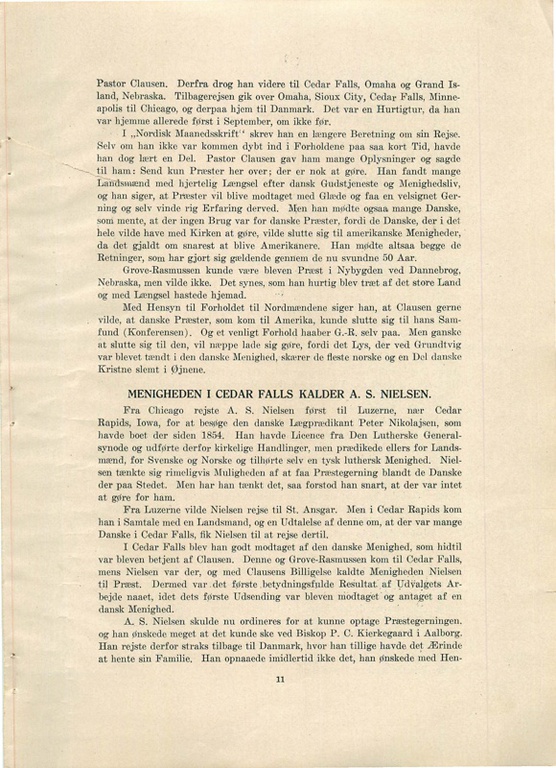 Pastor Clausen. Derfra drog han videre til Cedar Falls, Omaha og Grand Is-
land, Nebraska. Tilbagerejsen gik over Omaha, Sioux City, Cedar Falls, Minne-
apolis til Chicago, og derpaa hjem til Danmark. Det var en Hurtigtur, da han
var hjemme allerede først i September, om ikke før.
I „Nordisk Maanedsskrift“ skrev han en længere Beretning om sin Rejse.
Selv om han ikke var kommen dybt ind i Forholdene paa saa kort Tid, havde
han dog lært en Del. Pastor Clausen gav ham mange Oplysninger og sagde
til ham: Send kun Præster her over; der er nok at gøre. Han fandt mange
Landsmænd med hjertelig Længsel efter dansk Gudstjeneste og Menighedsliv,
og han siger, at Præster vil blive modtaget med Glæde og faa en velsignet Ger-
ning og selv vinde rig Erfaring derved. Men han mødte ogsaa mange Danske,
som mente, at der ingen Brug var for danske Præster, fordi de Danske, der i det
hele vilde have med Kirken at gøre, vilde slutte sig til amerikanske Menigheder,
da det gjaldt om snarest at blive Amerikanere. Han mødte altsaa begge de
Retninger, som har gjort sig gældende gennem de nu svundne 50 Aar.
Grove-Rasmussen kunde være bleven Præst i Nybygden ved Dannebrog,
Nebraska, men vilde ikke. Det synes, som han hurtig blev træt af det store Land
og med Længsel hastede hjemad.
Med Hensyn til Forholdet til Nordmændene siger han, at Clausen gerne
vilde, at danske Præster, som kom til Amerika, kunde slutte sig til hans Sam-
fund (Konferensen). Og et venligt Forhold haaber G.-R. selv paa. Men ganske
at slutte sig til den, vil næppe lade sig gøre, fordi det Lys, der ved Grundtvig
var blevet tændt i den danske Menighed, skærer de fleste norske og en Del danske
Kristne slemt i Øjnene.
MENIGHEDEN I CEDAR FALLS KALDER A. S. NIELSEN.
Fra Chicago rejste A. S. Nielsen først til Luzerne, nær Cedar
Rapids, Iowa, for at besøge den danske Lægprædikant Peter Nikolajsen, som
havde boet der siden 1854. Han havde Licence fra Den Lutherske General-
synode og udførte derfor kirkelige Handlinger, men prædikede ellers for Lands-
mænd, for Svenske og Norske og tilhørte selv en tysk luthersk Menighed. Niel-
sen tænkte sig rimeligvis Muligheden af at faa Præstegerning blandt de Danske
der paa Stedet. Men har han tænkt det, saa forstod han snart, at der var intet
at gøre for ham.
Fra Luzerne vilde Nielsen rejse til St. Ansgar. Men i Cedar Rapids kom
han i Samtale med en Landsmand, og en Udtalelse af denne om, at der var mange
Danske i Cedar Falls, fik Nielsen til at rejse dertil.
I Cedar Falls blev han godt modtaget af den danske Menighed, som hidtil
var bleven betjent af Clausen. Denne og Grove-Rasmussen kom til Cedar Falls,
mens Nielsen var der, og med Clausens Billigelse kaldte Menigheden Nielsen
til Præst. Dermed var det første betydningsfulde Resultat af Udvalgets Ar-
bejde naaet, idet dets første Udsending var bleven modtaget og antaget af en
dansk Menighed.
A. S. Nielsen skulde nu ordineres for at kunne optage Præstegerningen.
og han ønskede meget at det kunde ske ved Biskop P. C. Kierkegaard i Aalborg.
Han rejste derfor straks tilbage til Danmark, hvor han tillige havde det Ærinde
at hente sin Familie. Han opnaaede imidlertid ikke det, han ønskede med Hen-
11